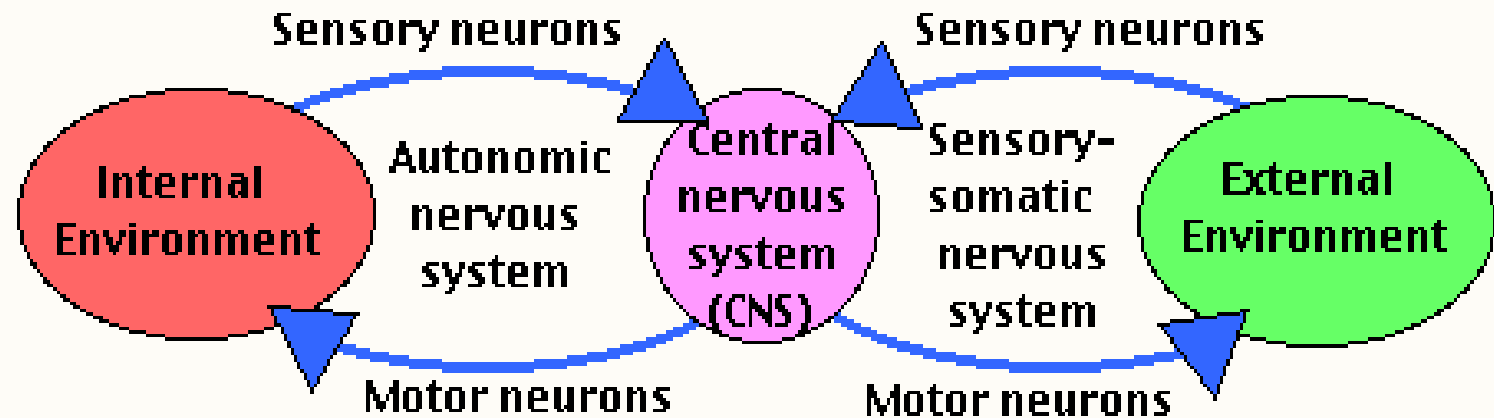 Sensory neurons
Sensory neurons
Internal
Environment
Autonomic
nervous
system
Central
nervous
system
(CNS)
Sensory-
somatic
nervous
system
External
Environment
Motor neurons
Motor neurons